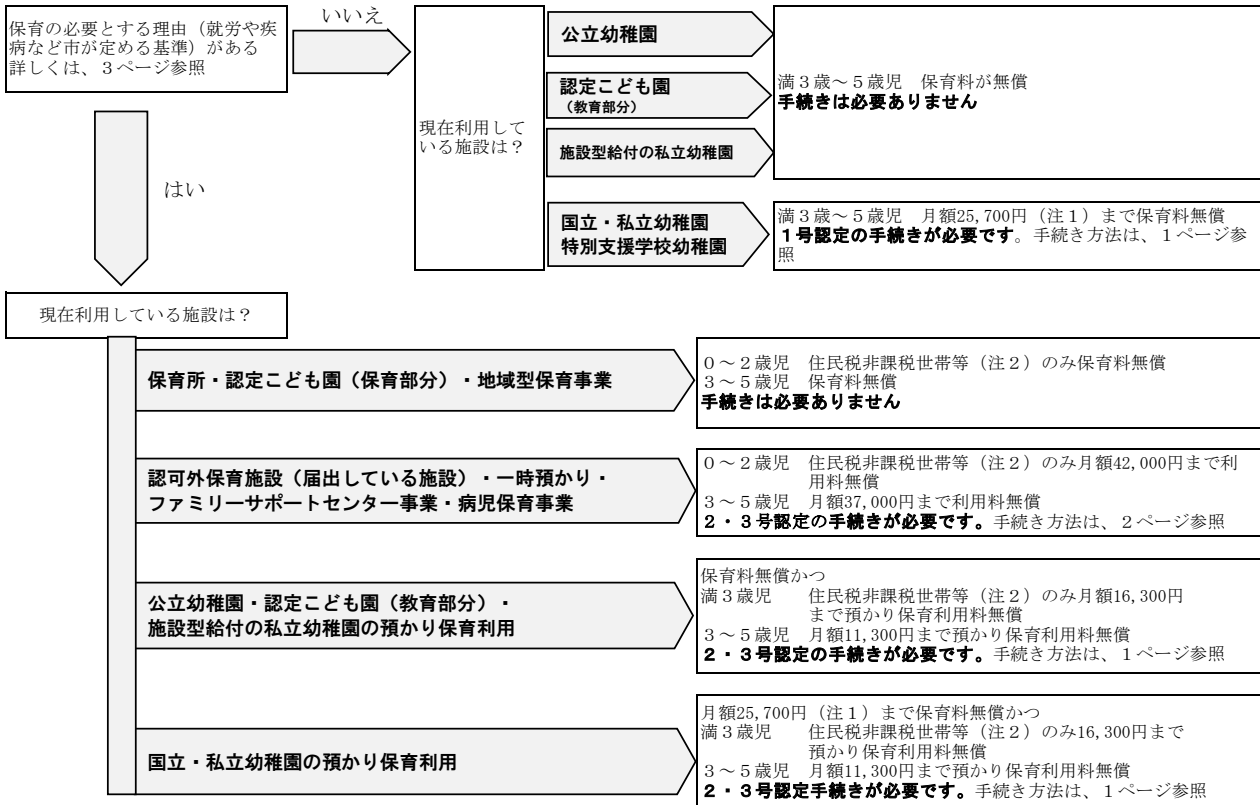 保育の必要とする理由（就労や疾
病など市が定める基準）がある
詳しくは、３ページ参照
いいえ
はい
現在利用して
いる施設は？
公立幼稚園
認定こども園
（教育部分）
施設型給付の私立幼稚園
満３歳～５歳児　保育料が無償
手続きは必要ありません
国立・私立幼稚園
特別支援学校幼稚園
満３歳～５歳児　月額25,700円（注１）まで保育料無償
１号認定の手続きが必要です。手続き方法は、１ページ参
照
現在利用している施設は？
保育所・認定こども園（保育部分）・地域型保育事業
０～２歳児　住民税非課税世帯等（注２）のみ保育料無償
３～５歳児　保育料無償
手続きは必要ありません
認可外保育施設（届出している施設）・一時預かり・
ファミリーサポートセンター事業・病児保育事業
０～２歳児　住民税非課税世帯等（注２）のみ月額42,000円まで利
用料無償
３～５歳児　月額37,000円まで利用料無償
２・３号認定の手続きが必要です。手続き方法は、２ページ参照
公立幼稚園・認定こども園（教育部分）・
施設型給付の私立幼稚園の預かり保育利用
保育料無償かつ
満３歳児　　住民税非課税世帯等（注２）のみ月額16,300円
まで預かり保育利用料無償
３～５歳児　月額11,300円まで預かり保育利用料無償
２・３号認定の手続きが必要です。手続き方法は、１ページ参照
国立・私立幼稚園の預かり保育利用
月額25,700円（注１）まで保育料無償かつ
満３歳児　　住民税非課税世帯等（注２）のみ16,300円まで
預かり保育利用料無償
３～５歳児　月額11,300円まで預かり保育利用料無償
２・３号認定手続きが必要です。手続き方法は、１ページ参照